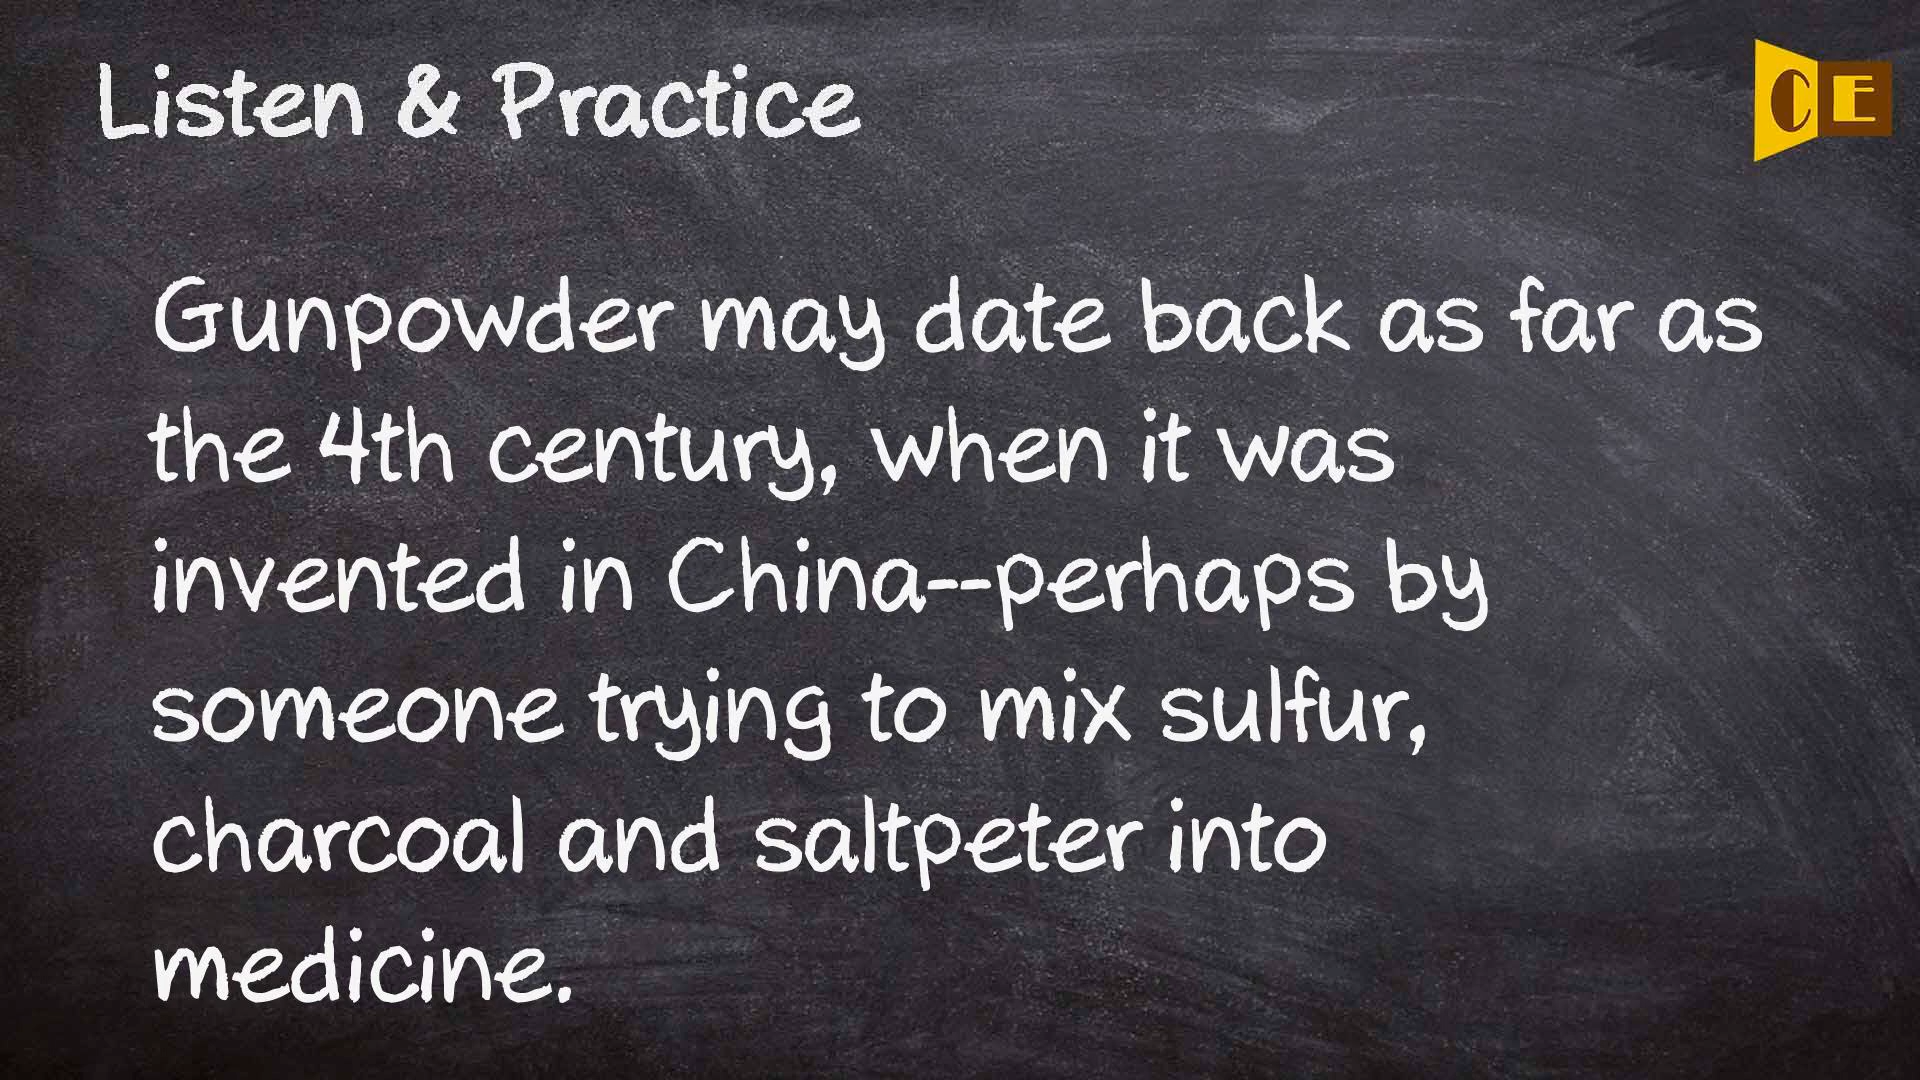 Listen & Practice
CE
Gunpowder may date back as far as
the 4th century, when it was
invented in China--perhaps by
someone trying to mix sulfur,
charcoal and saltpeter into
medicine.